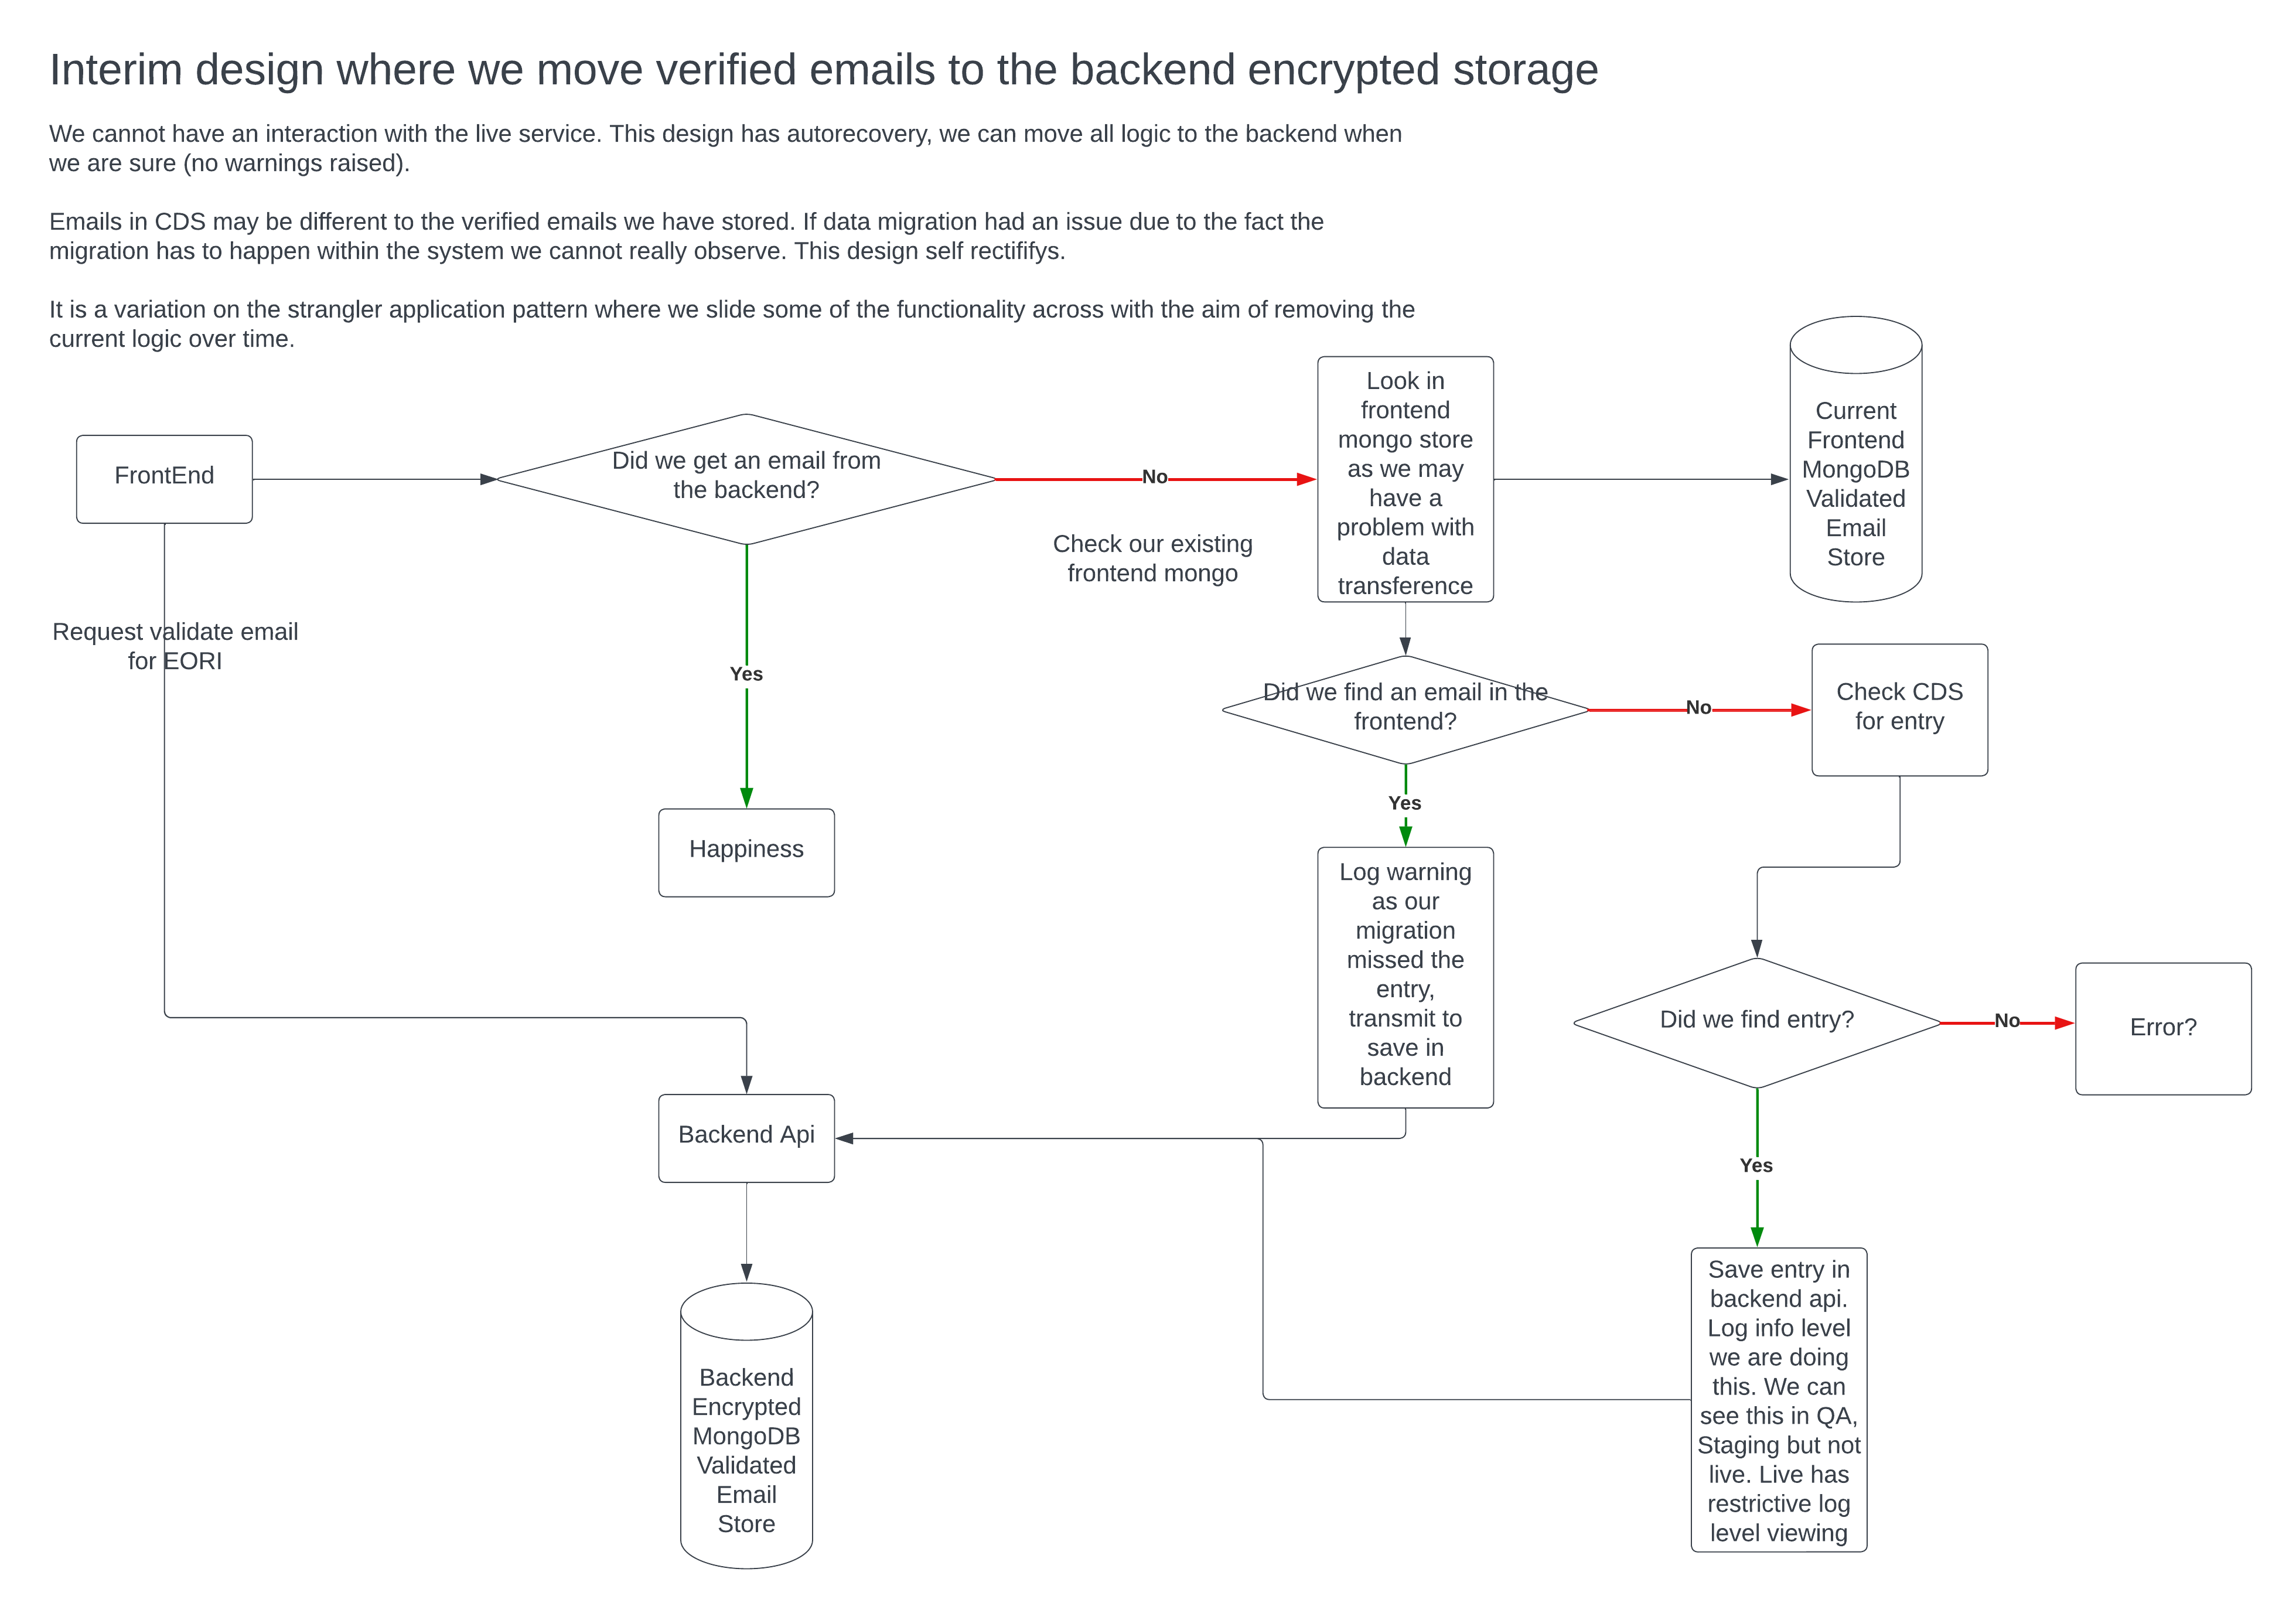 Interim design where we move verified emails to the backend encrypted storage
We cannot have an interaction with the live service. This design has autorecovery, we can move all logic to the backend when
we are sure (no warnings raised).
Emails in CDS may be different to the verified emails we have stored. If data migration had an issue due to the fact the
migration has to happen within the system we cannot really observe. This design self rectififys.
It is a variation on the strangler application pattern where we slide some of the functionality across with the aim of removing the
current logic over time.
FrontEnd
Request validate email
for EORI
Did we get an email from
the backend?
No
Check our existing
frontend mongo
Yes
Happiness
Look in
frontend
mongo store
as we may
have a
problem with
data
transference
Current
Frontend
MongoDB
Validated
Email
Store
Did we find an email in the
frontend?
No
Check CDS
for entry
Yes
Log warning
as our
migration
missed the
entry,
transmit to
save in
backend
Did we find entry?
No
Error?
Yes
Save entry in
backend api.
Log info level
we are doing
this. We can
see this in QA,
Staging but not
live. Live has
restrictive log
level viewing
Backend Api
Backend
Encrypted
MongoDB
Validated
Email
Store